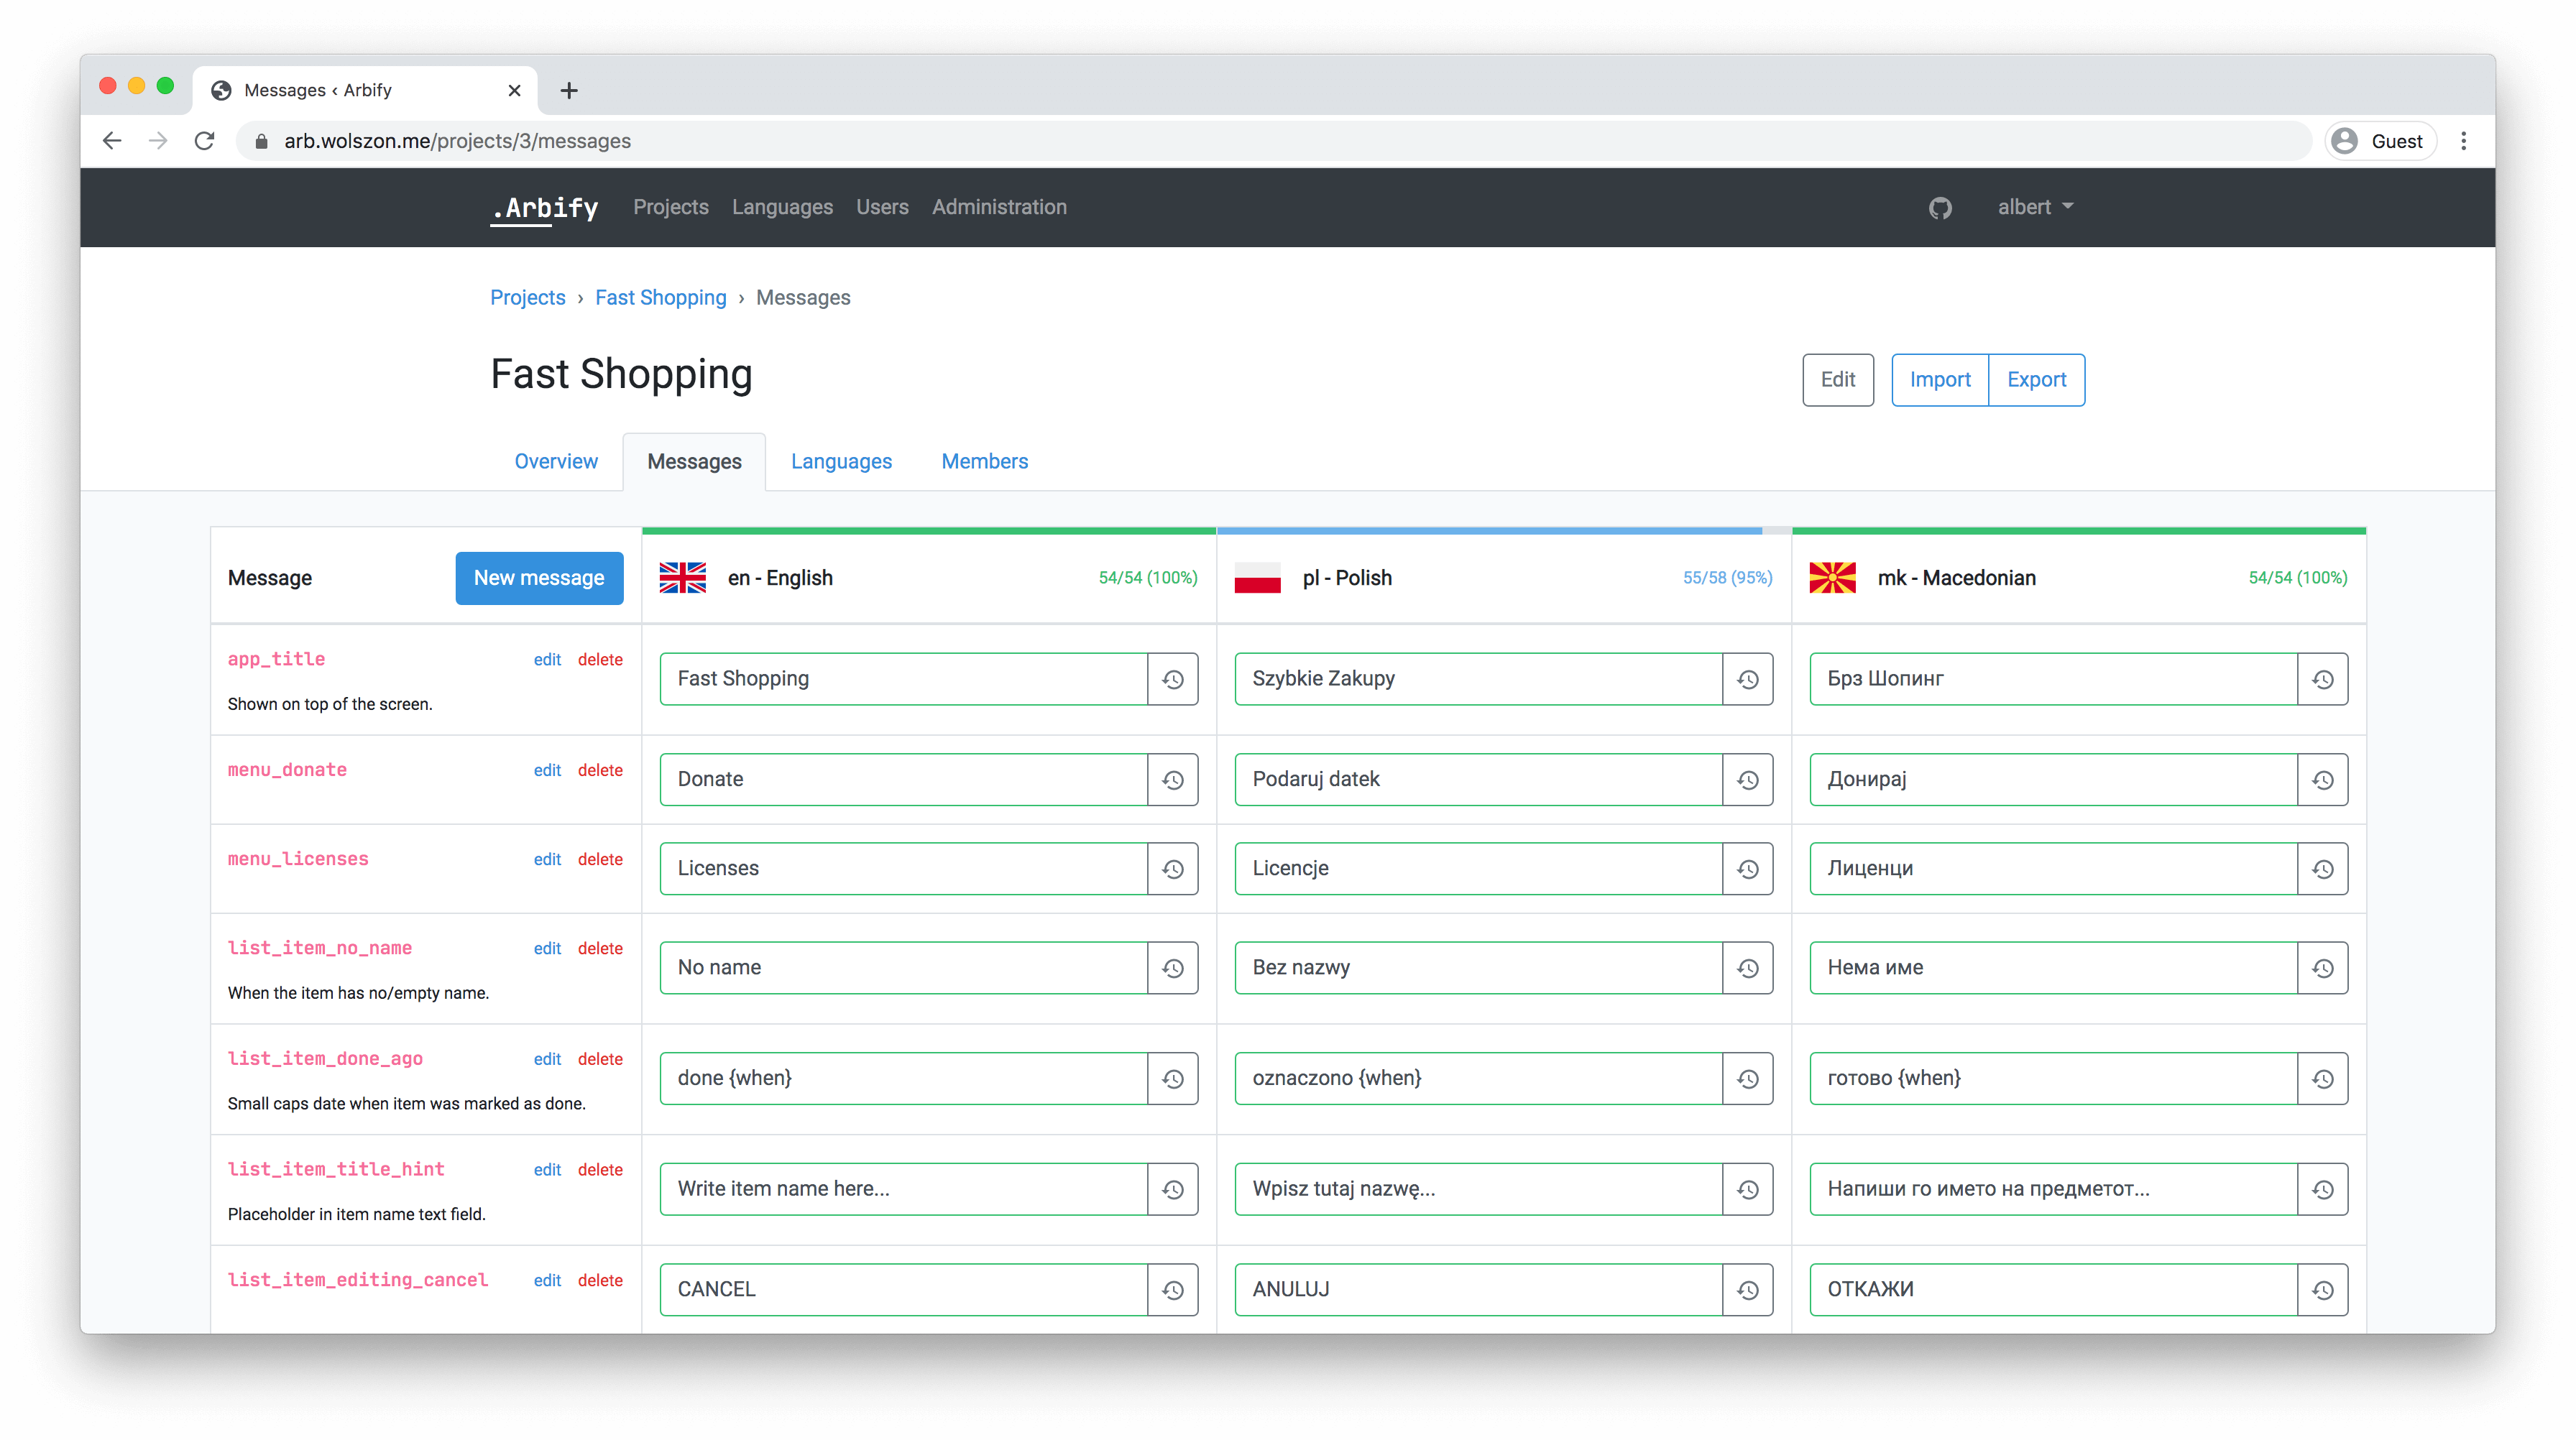 Messages ‹ Arbify
arb.wolszon.me/projects/3/messages
Guest
.Arbify Projects Languages Users Administration albert
Projects › Fast Shopping › Messages
Fast Shopping
Edit Import Export
Overview Messages Languages Members
Message New message en - English 54/54 (100%) pl - Polish 55/58 (95%) mk - Macedonian 54/54 (100%)
app_title edit delete Fast Shopping Szybkie Zakupy Брз Шопинг
Shown on top of the screen.
menu_donate edit delete Donate Podaruj datek Донирај
menu_licenses edit delete Licenses Licencje Лиценци
list_item_no_name edit delete No name Bez nazwy Нема име
When the item has no/empty name.
list_item_done_ago edit delete done {when} oznaczono {when} готово {when}
Small caps date when item was marked as done.
list_item_title_hint edit delete Write item name here... Wpisz tutaj nazwę... Напиши го името на предметот...
Placeholder in item name text field.
list_item_editing_cancel edit delete CANCEL ANULUJ ОТКАЖИ